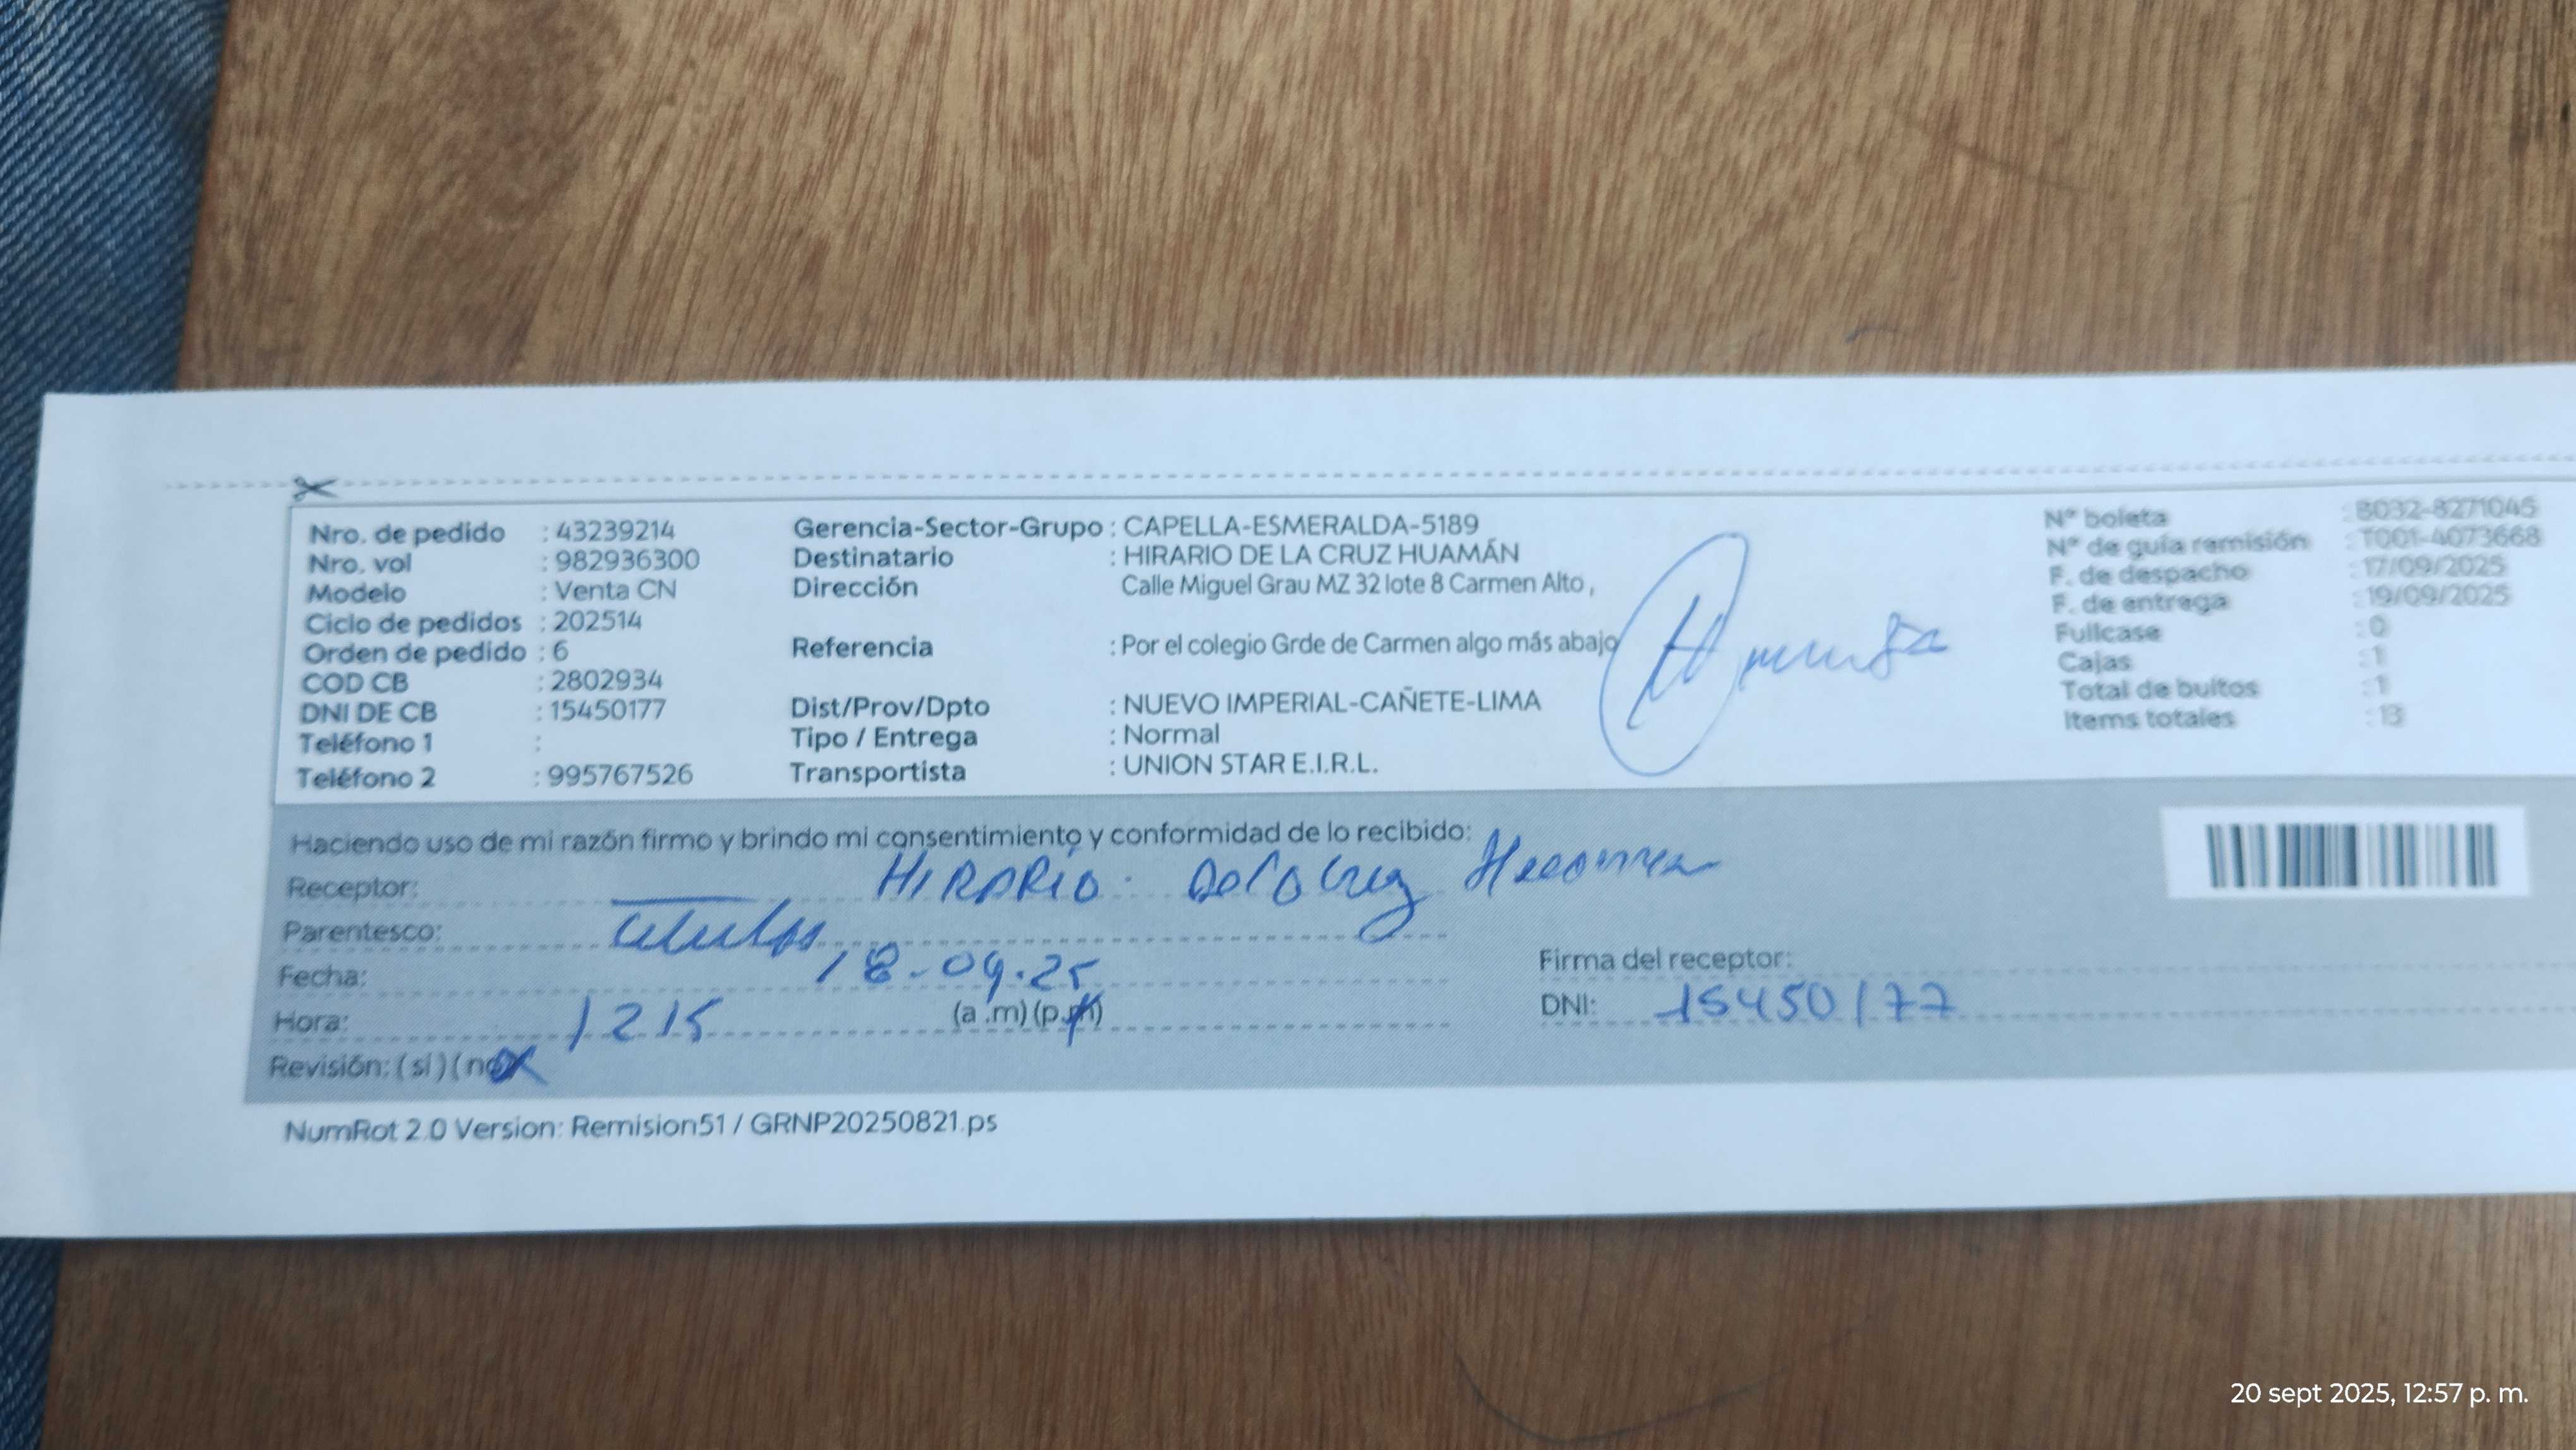 Nro. de pedido : 43239214
Nro. vol : 982936300
Modelo : Venta CN
Ciclo de pedidos : 202514
Orden de pedido : 6
COD CB : 2802934
DNI DE CB : 15450177
Teléfono 1 :
Teléfono 2 : 995767526
Gerencia-Sector-Grupo : CAPELLA-ESMERALDA-5189
Destinatario : HIRARIO DE LA CRUZ HUAMÁN
Dirección Calle Miguel Grau MZ 32 lote 8 Carmen Alto ,
Referencia : Por el colegio Grde de Carmen algo más abajo
Dist/Prov/Dpto : NUEVO IMPERIAL-CAÑETE-LIMA
Tipo / Entrega : Normal
Transportista : UNION STAR E.I.R.L.
N° boleta : B032-8271045
N° de guía remisión : T001-4073668
F. de despacho : 17/09/2025
F. de entrega : 19/09/2025
Fullcase : 0
Cajas : 1
Total de bultos : 1
Items totales : 13
Haciendo uso de mi razón firmo y brindo mi consentimiento y conformidad de lo recibido:
Receptor: HIRARIO De La Cruz
Parentesco:
Fecha: 18-09-25
Hora: 1215 (a .m) (p.m)
Revisión: ( si ) ( no
Firma del receptor:
DNI: 15450177
NumRot 2.0 Version: Remision51 / GRNP20250821.ps
20 sept 2025, 12:57 p. m.